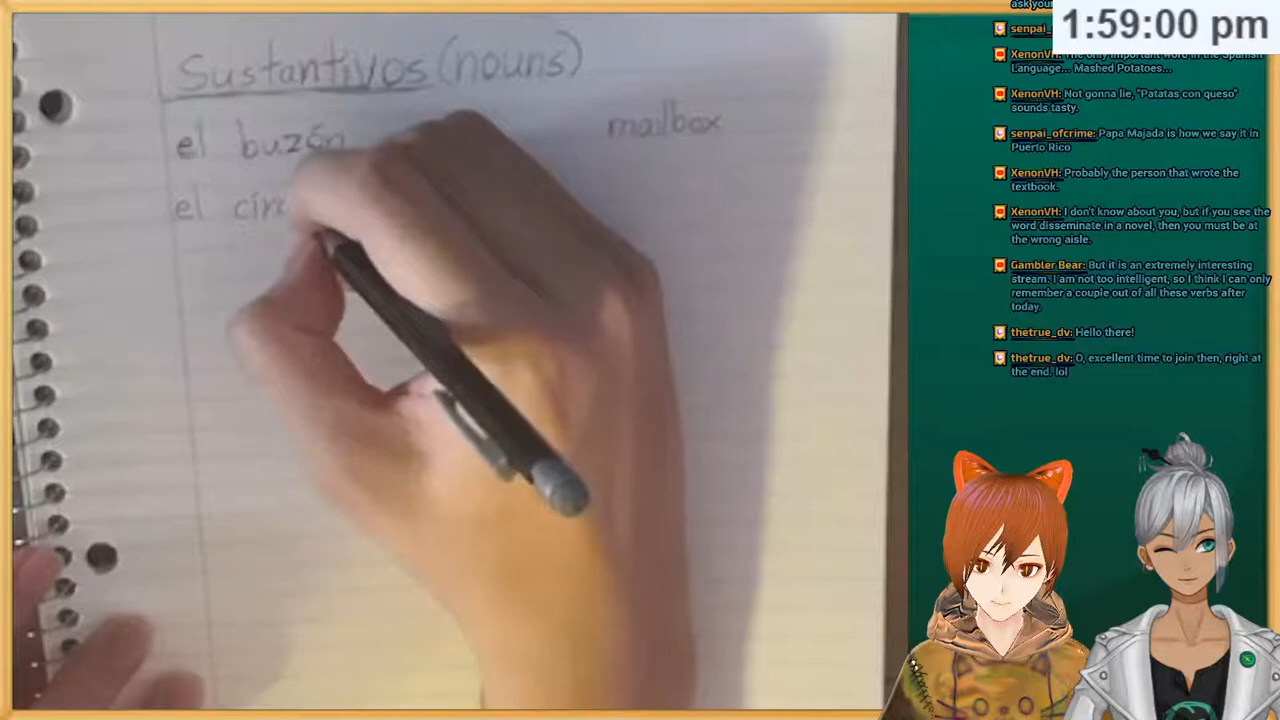 Sustantivos (nouns)
el buzón
mailbox
el
1:59:00 pm
ask
senpai_
XenonVH: The only important word in the Spanish
Language... Mashed Potatoes...
XenonVH: Not gonna lie, "Patatas con queso"
sounds tasty.
senpai_ofcrime: Papa Majada is how we say it in
Puerto Rico
XenonVH: Probably the person that wrote the
textbook.
XenonVH: I don't know about you, but if you see the
word disseminate in a novel, then you must be at
the wrong aisle.
Gambler Bear: But it is an extremely interesting
stream. I am not too intelligent, so I think I can only
remember a couple out of all these verbs after
today.
thetrue_dv: Hello there!
thetrue_dv: O, excellent time to join then, right at
the end. lol